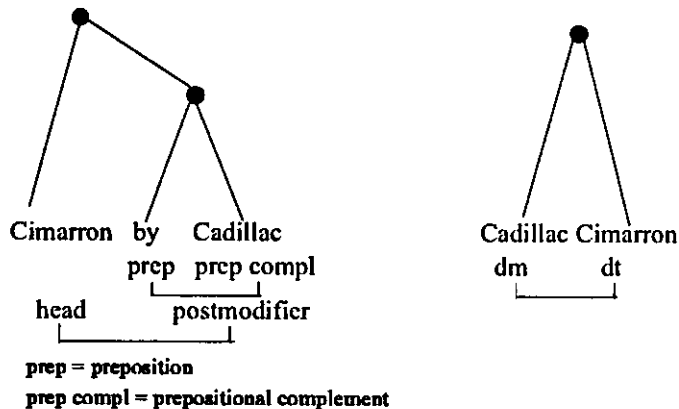 Cimarron by Cadillac
prep prep compl
head postmodifier
prep = preposition
prep compl = prepositional complement
Cadillac Cimarron
dm dt